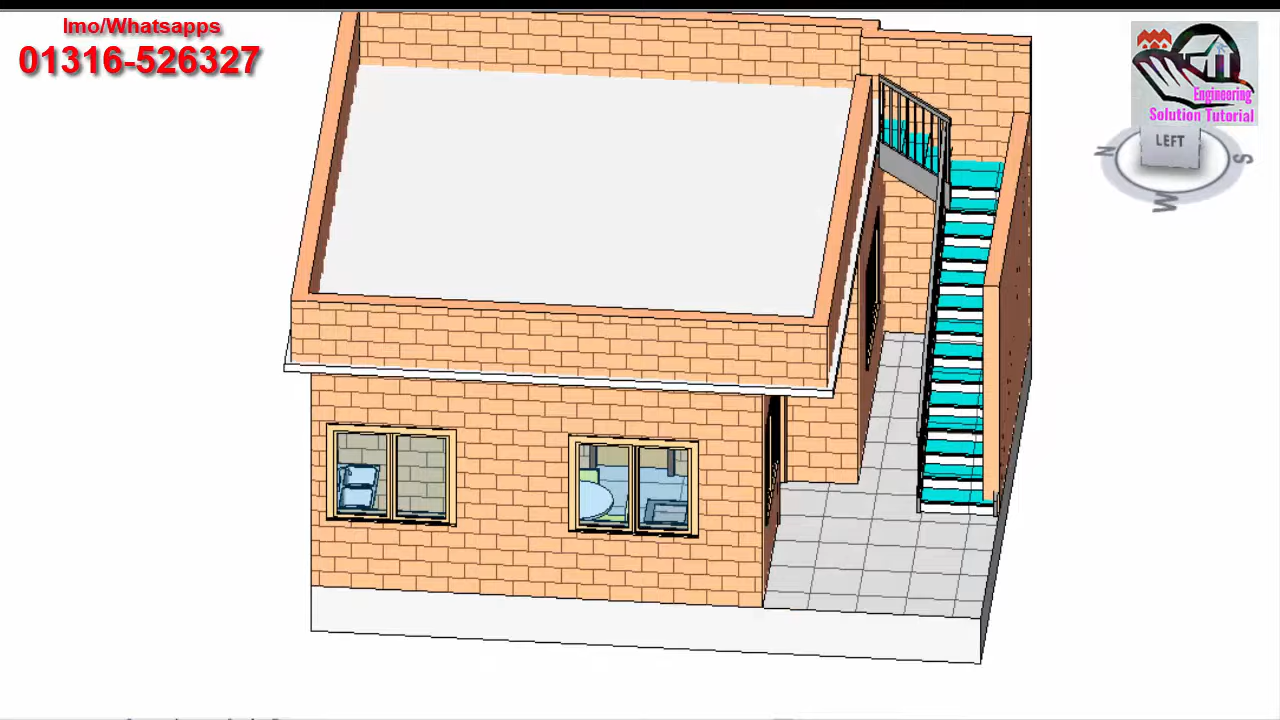 Imo/Whatsapps
01316-526327
Engineering
Solution Tutorial
LEFT
N
S
W